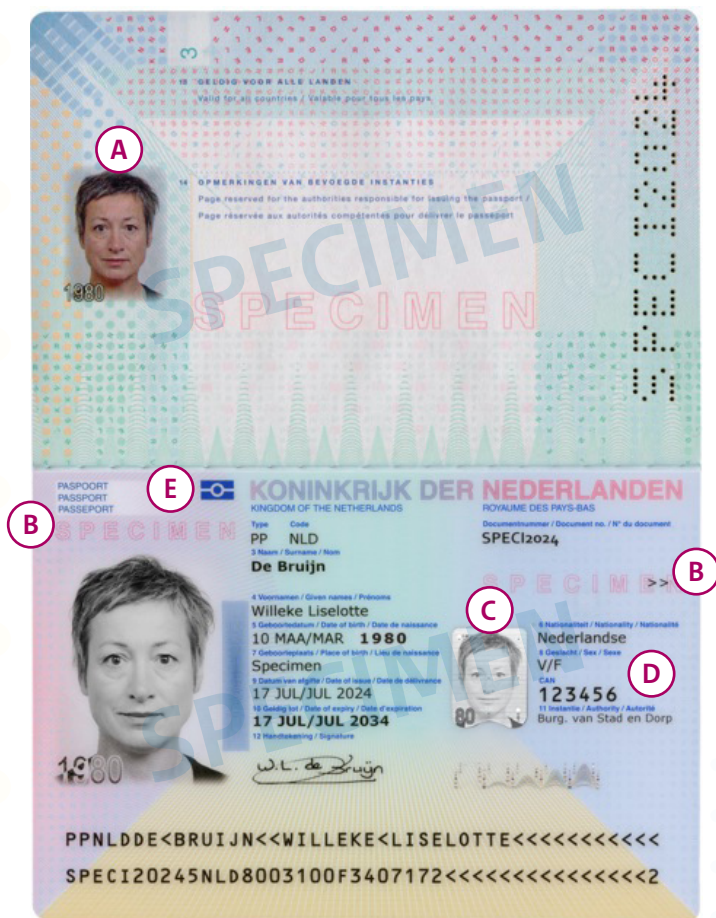 3
13 GELDIG VOOR ALLE LANDEN
Valid for all countries / Valable pour tous les pays
A
14 OPMERKINGEN VAN BEVOEGDE INSTANTIES
Page reserved for the authorities responsible for issuing the passport /
Page réservée aux autorités compétentes pour délivrer le passeport
SPECI2024
SPECIMEN
1980
SPECIMEN
PASPOORT
PASSPORT
PASSEPORT
E
KONINKRIJK DER NEDERLANDEN
KINGDOM OF THE NETHERLANDS
ROYAUME DES PAYS-BAS
B
SPECIMEN
Type Code
PP NLD
Documentnummer / Document no. / N° du document
SPECI2024
3 Naam / Surname / Nom
De Bruijn
SPECIMEN
>>
B
4 Voornamen / Given names / Prénoms
Willeke Liselotte
5 Geboortedatum / Date of birth / Date de naissance
10 MAA/MAR 1980
7 Geboorteplaats / Place of birth / Lieu de naissance
Specimen
9 Datum van afgifte / Date of issue / Date de délivrance
17 JUL/JUL 2024
10 Geldig tot / Date of expiry / Date d'expiration
17 JUL/JUL 2034
12 Handtekening / Signature
W.L. de Bruijn
C
80
6 Nationaliteit / Nationality / Nationalité
Nederlandse
8 Geslacht / Sex / Sexe
V/F
D
CAN
123456
11 Instantie / Authority / Autorité
Burg. van Stad en Dorp
SPECIMEN
1980
PPNLDDE<BRUIJN<<WILLEKE<LISELOTTE<<<<<<<<<<<
SPECI20245NLD8003100F3407172<<<<<<<<<<<<<<<2